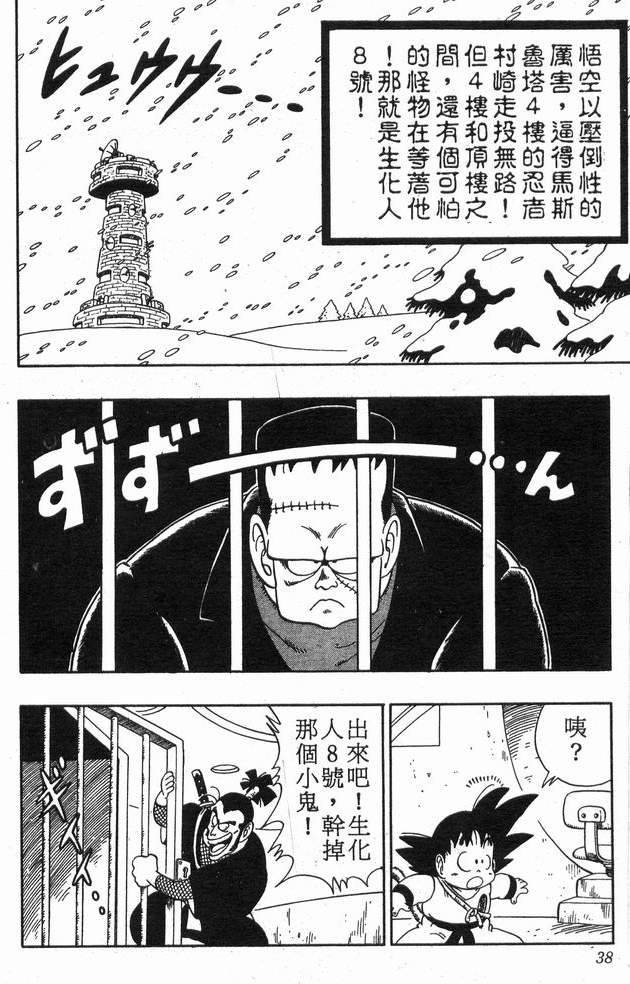 悟空以壓倒性的
厲害，逼得馬斯
魯塔4樓的忍者
村崎走投無路！
但4樓和頂樓之
間，還有個可怕
的怪物在等著他
！那就是生化人
8號！
ヒュウウ……
ずずーーん
咦？
出來吧！生化
人8號，幹掉
那個小鬼！
ギイイ
38